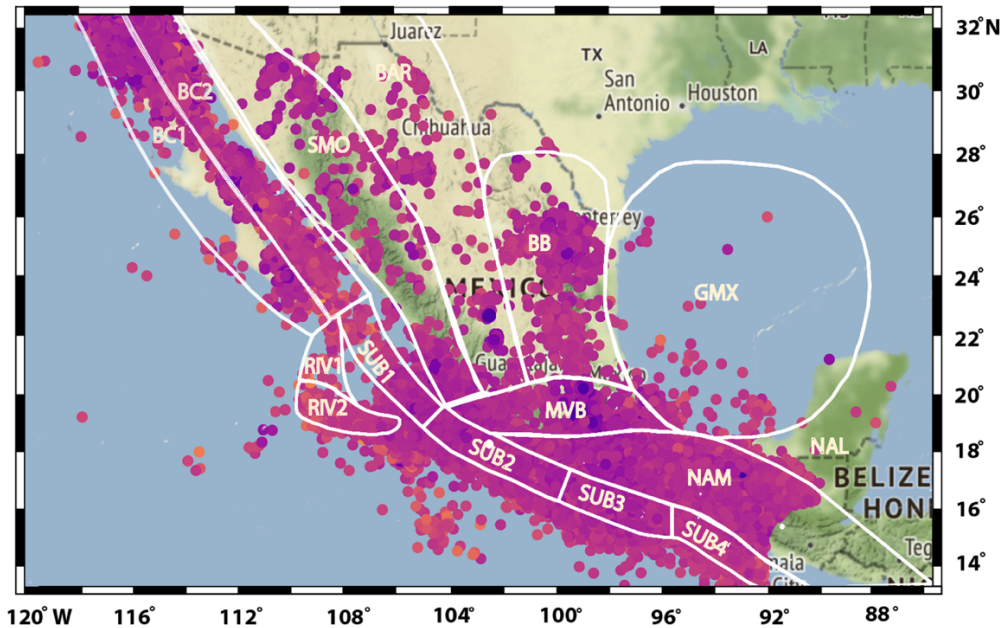 32°N
Juarez
TX
LA
BAR
San
Antonio
Houston
BC2
30°
BC1
Chihuahua
SMO
28°
26°
BB
24°
MEXICO
GMX
22°
SUB1
RIV1
20°
RIV2
MVB
18°
SUB2
NAL
NAM
BELIZE
SUB3
16°
SUB4
14°
120°W
116°
112°
108°
104°
100°
96°
92°
88°